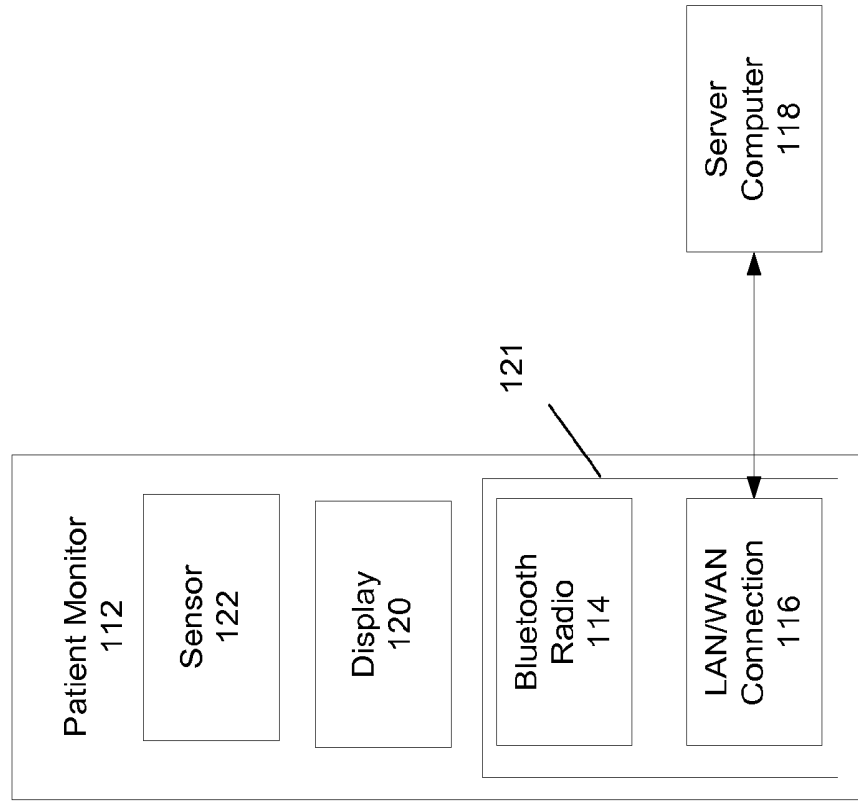 Patient Monitor
112
Sensor
122
Display
120
Bluetooth
Radio
114
LAN/WAN
Connection
116
121
Server
Computer
118